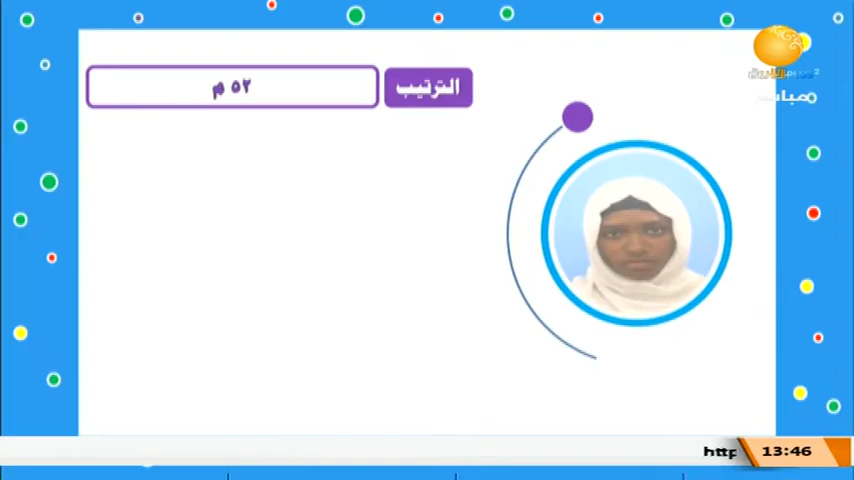 الترتيب
٥٢ م
مباشر
http
13:46